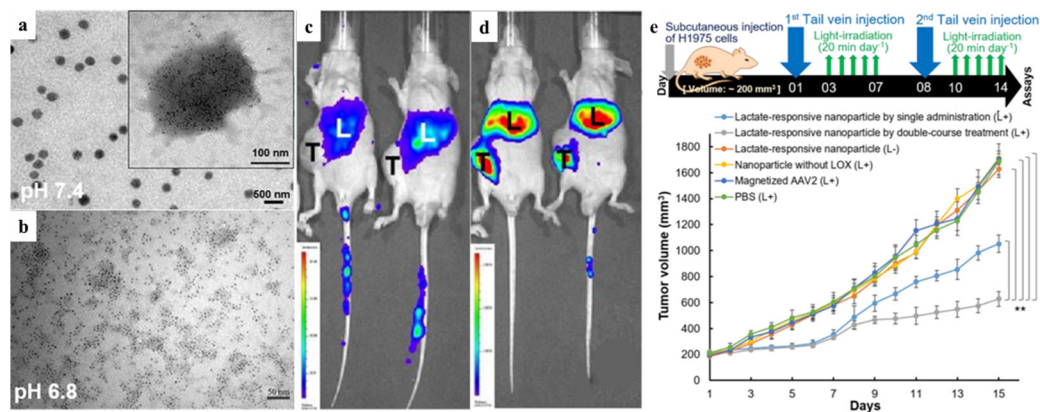 a
pH 7.4
100 nm
500 nm
b
pH 6.8
50 nm
c
L
L
T
d
L
L
T
T
e
Subcutaneous injection
of H1975 cells
1st Tail vein injection
Light-irradiation
(20 min day-1)
2nd Tail vein injection
Light-irradiation
(20 min day-1)
Day
[ Volume: ~ 200 mm3 ]
01
03
07
08
10
14
Assays
Lactate-responsive nanoparticle by single administration (L+)
Lactate-responsive nanoparticle by double-course treatment (L+)
Lactate-responsive nanoparticle (L-)
Nanoparticle without LOX (L+)
Magnetized AAV2 (L+)
PBS (L+)
Tumor volume (mm3)
1800
1600
1400
1200
1000
800
600
400
200
0
**
1
3
5
7
9
11
13
15
Days